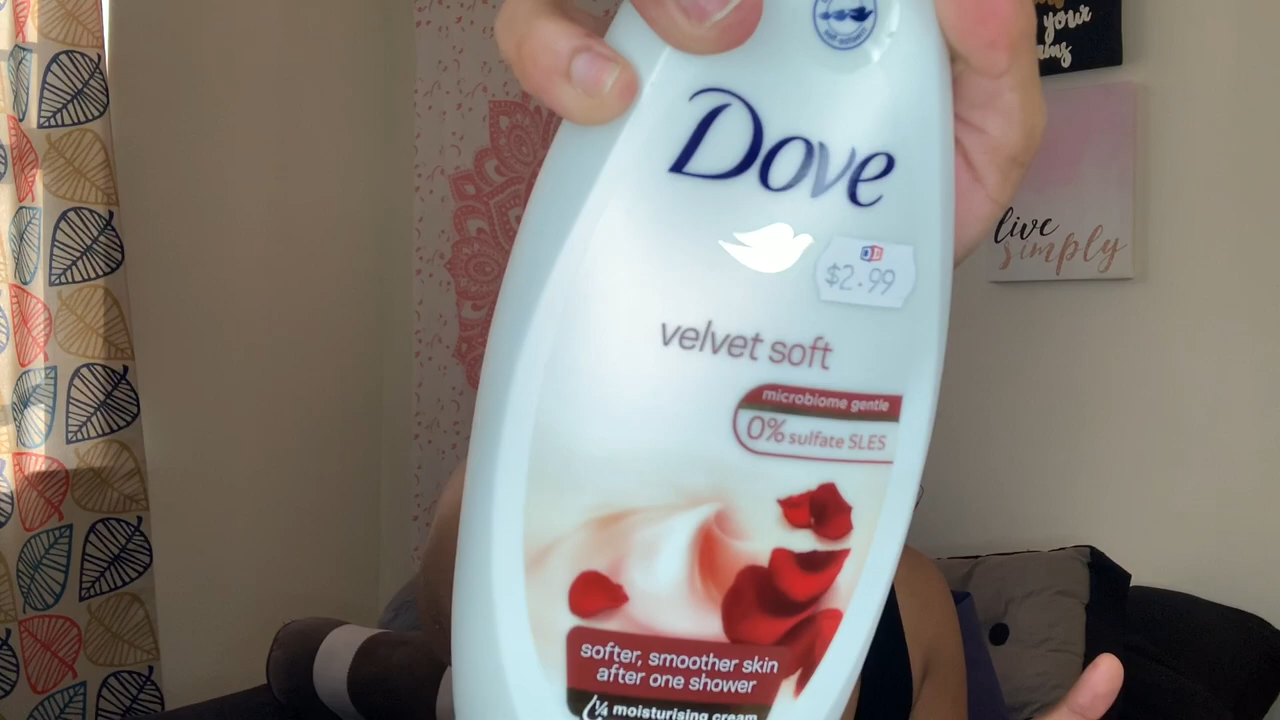 Dove
$2.99
velvet soft
microbiome gentle
0% sulfate SLES
softer, smoother skin
after one shower
1/4 moisturising cream
your
live
simply